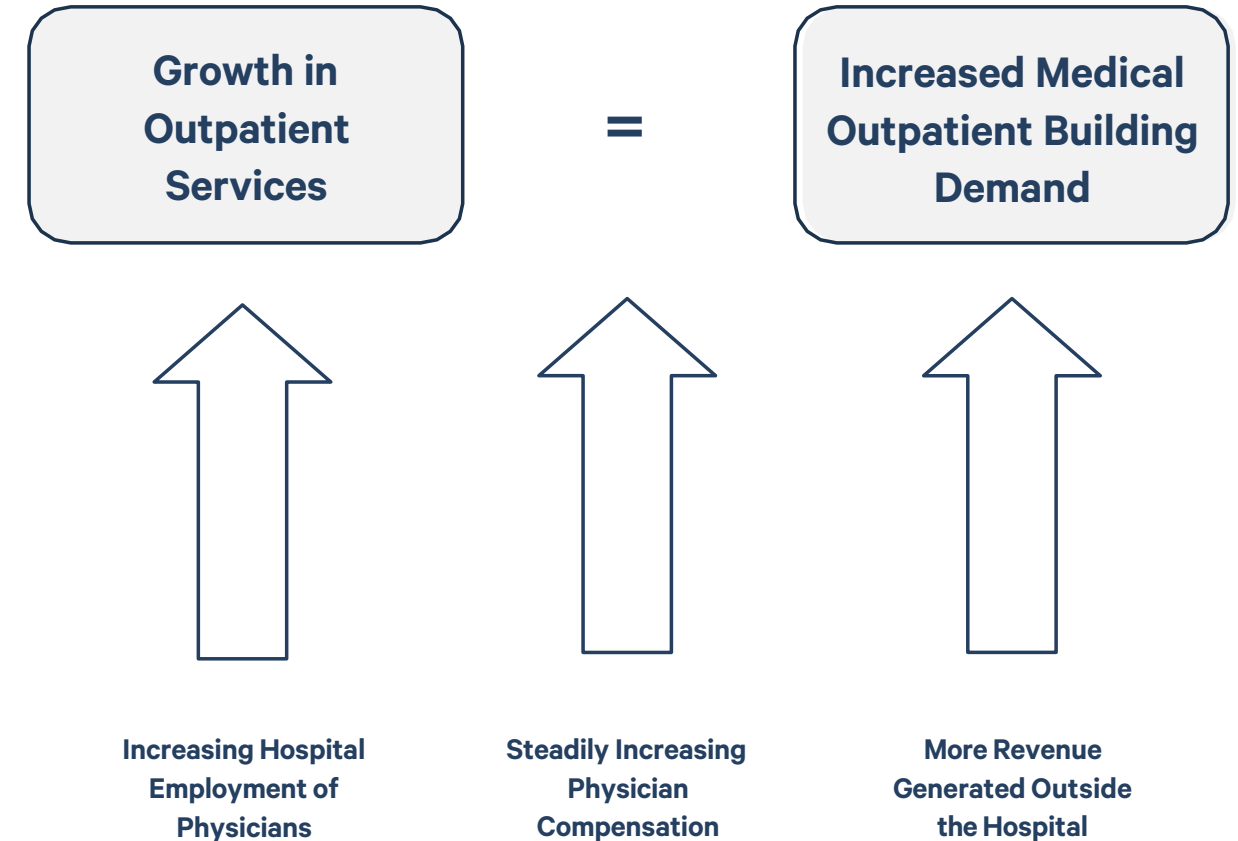 Growth in
Outpatient
Services
=
Increased Medical
Outpatient Building
Demand
Increasing Hospital
Employment of
Physicians
Steadily Increasing
Physician
Compensation
More Revenue
Generated Outside
the Hospital